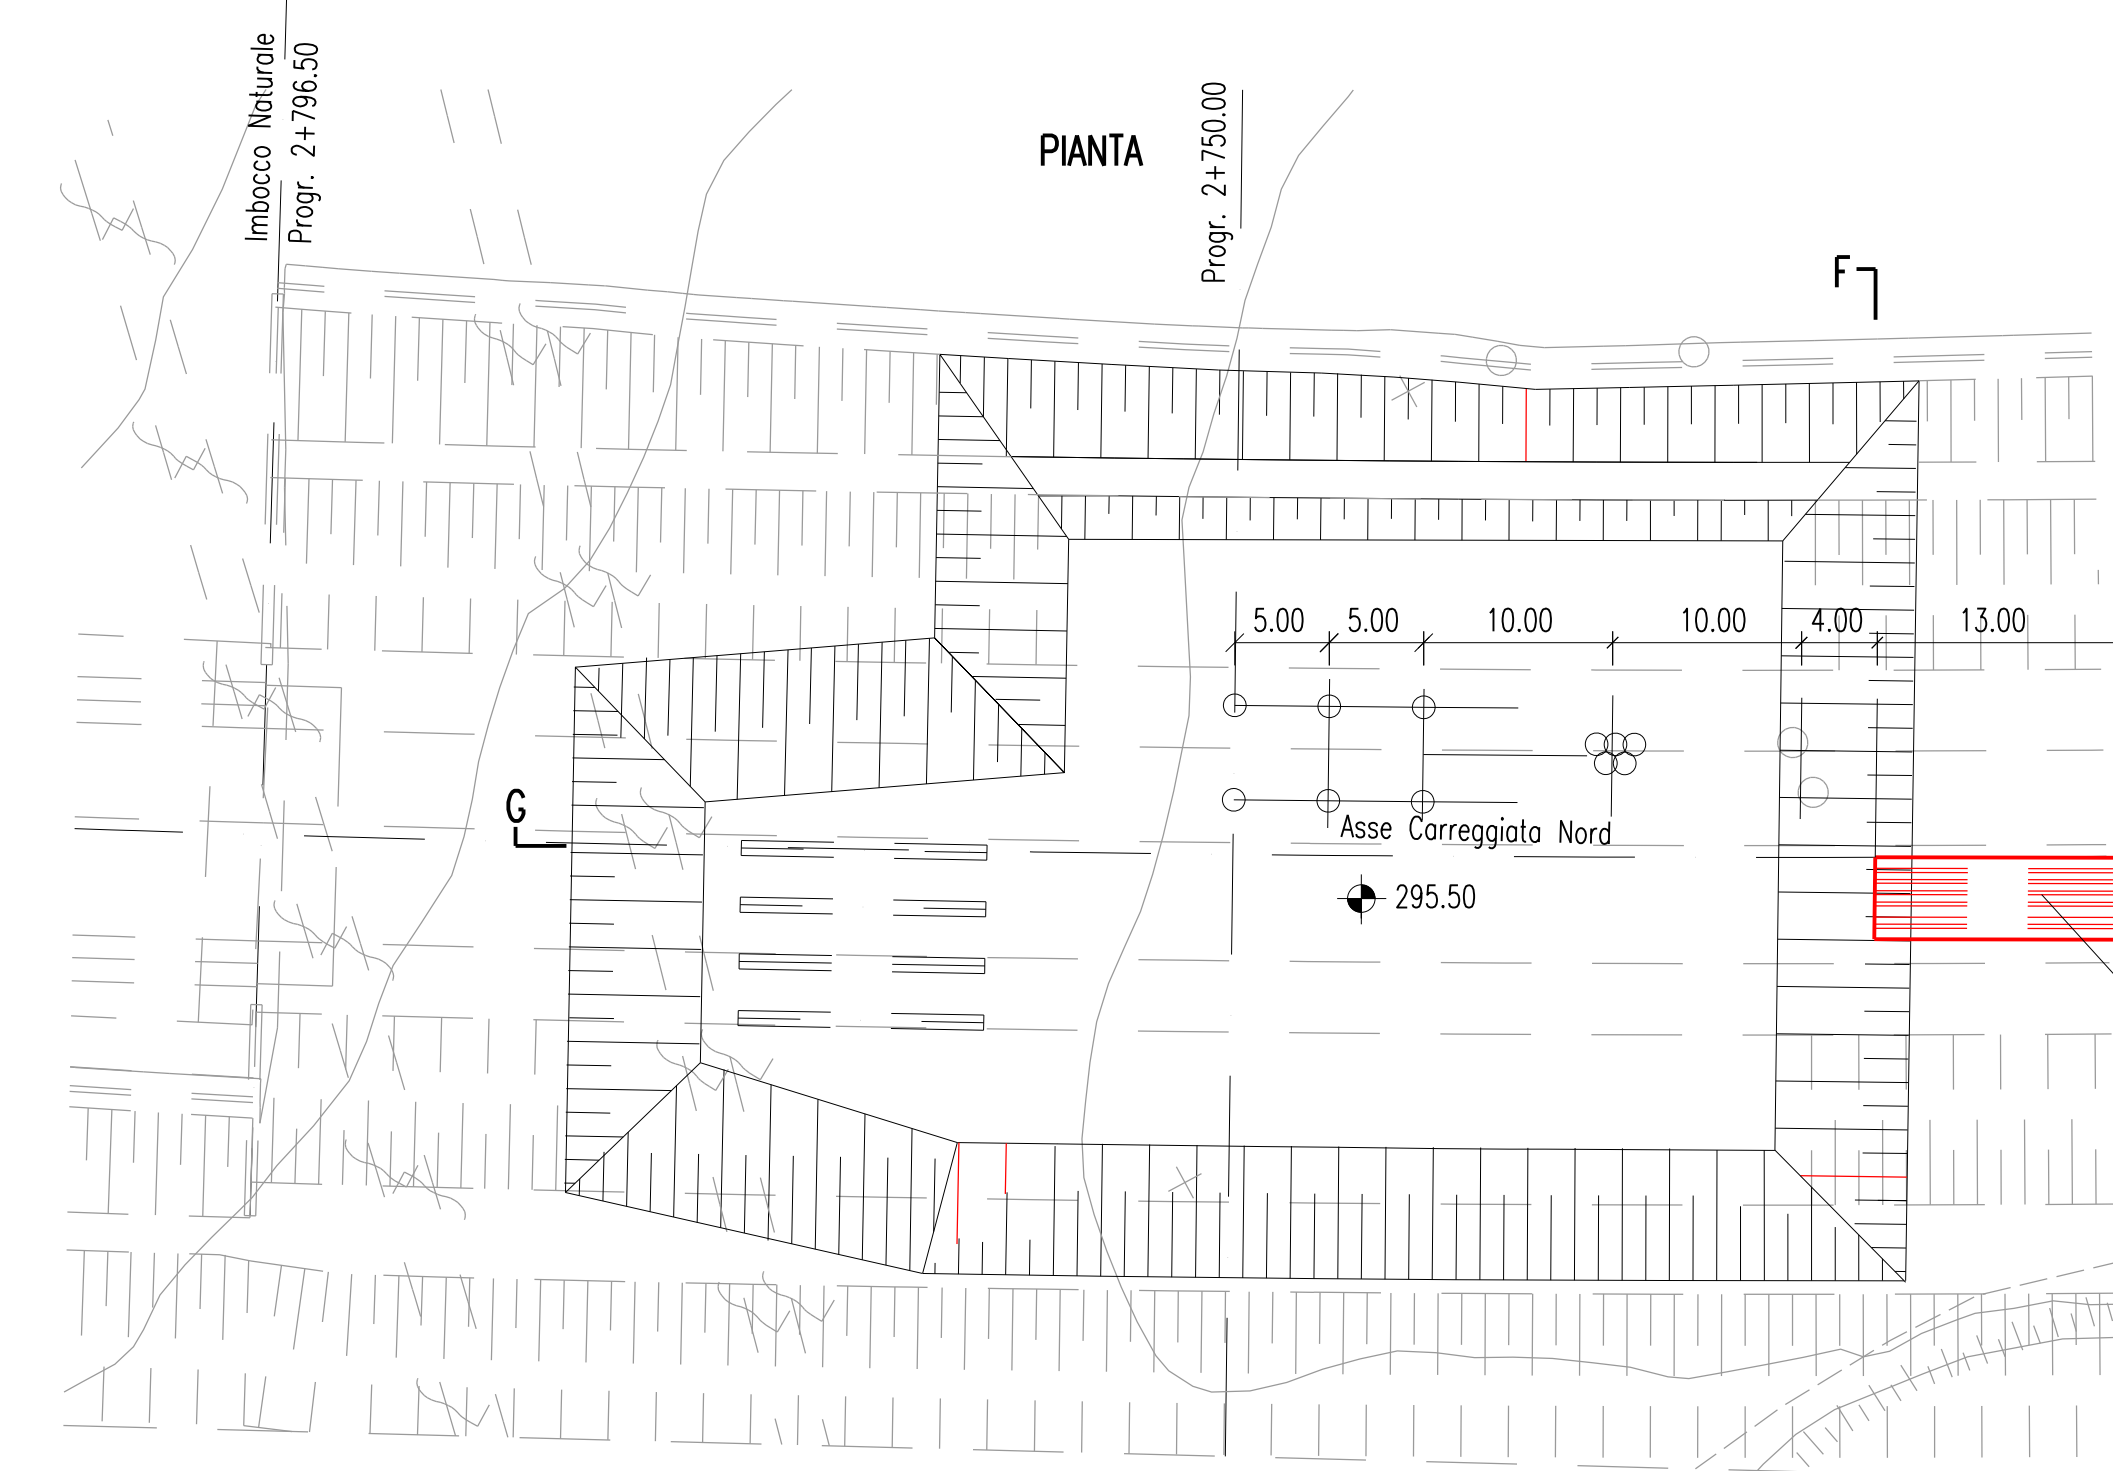 Imbocco Naturale
Progr. 2+796.50
PIANTA
Progr. 2+750.00
F
5.00 5.00 10.00 10.00 4.00 13.00
G
Asse Carreggiata Nord
295.50